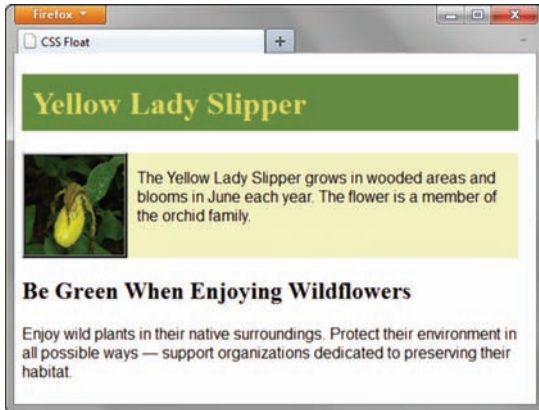 Firefox
CSS Float
Yellow Lady Slipper
The Yellow Lady Slipper grows in wooded areas and
blooms in June each year. The flower is a member of
the orchid family.
Be Green When Enjoying Wildflowers
Enjoy wild plants in their native surroundings. Protect their environment in
all possible ways — support organizations dedicated to preserving their
habitat.